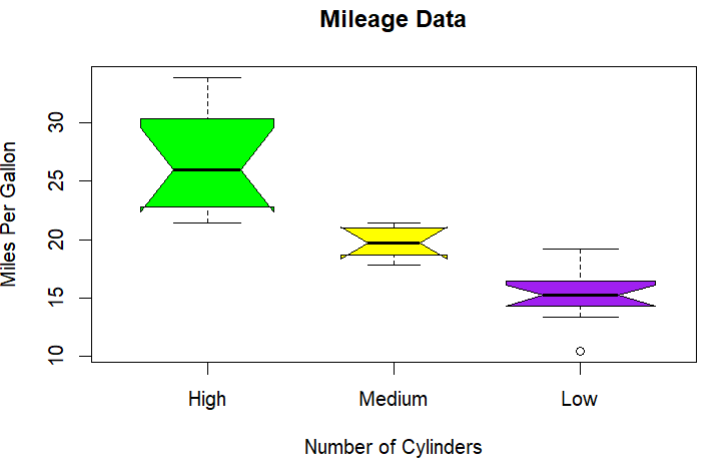 Mileage Data
Miles Per Gallon
30
25
20
15
10
High Medium Low
Number of Cylinders